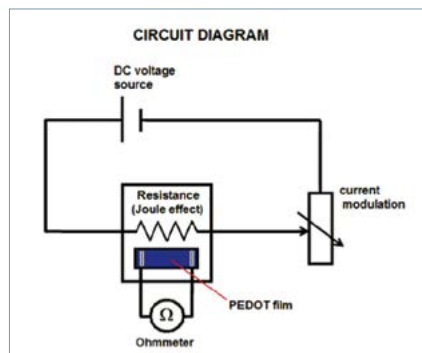 CIRCUIT DIAGRAM
DC voltage
source
Resistance
(Joule effect)
current
modulation
PEDOT film
Ω
Ohmmeter